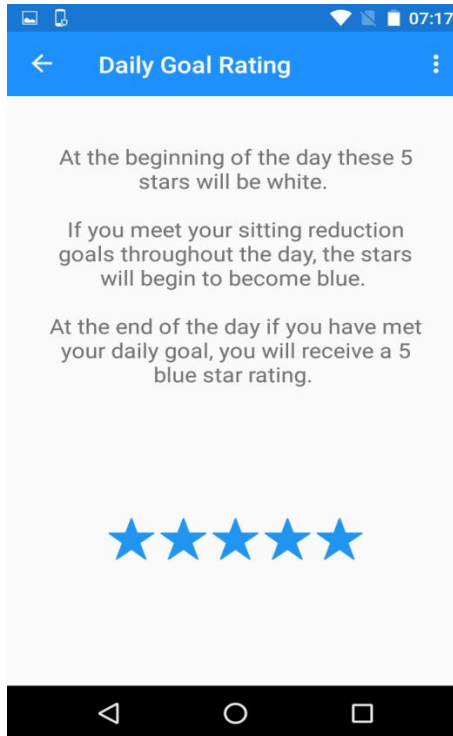 07:17
Daily Goal Rating
At the beginning of the day these 5
stars will be white.
If you meet your sitting reduction
goals throughout the day, the stars
will begin to become blue.
At the end of the day if you have met
your daily goal, you will receive a 5
blue star rating.